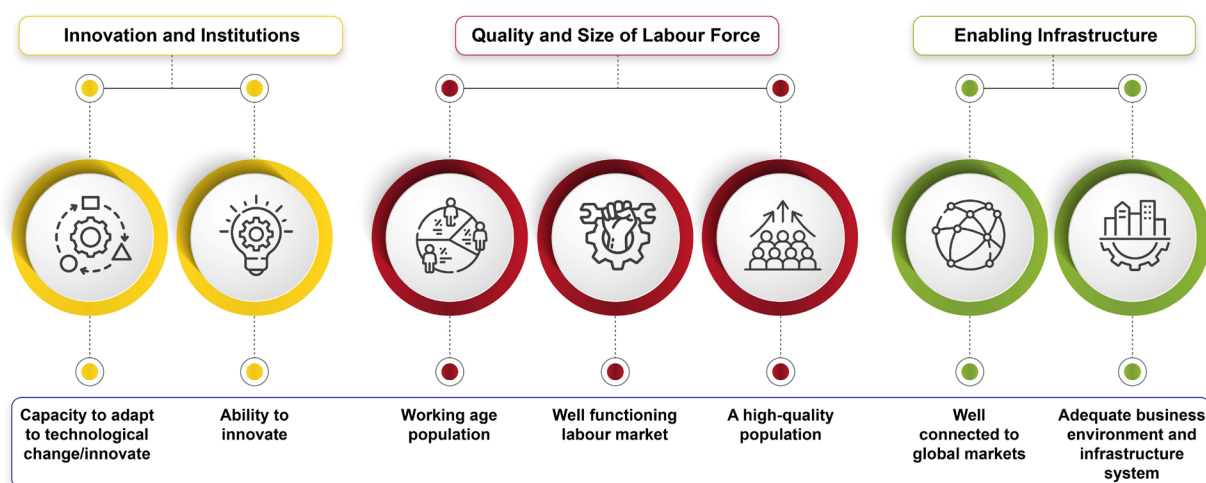 Innovation and Institutions
Quality and Size of Labour Force
Enabling Infrastructure
Capacity to adapt
to technological
change/innovate
Ability to
innovate
Working age
population
Well functioning
labour market
A high-quality
population
Well
connected to
global markets
Adequate business
environment and
infrastructure
system